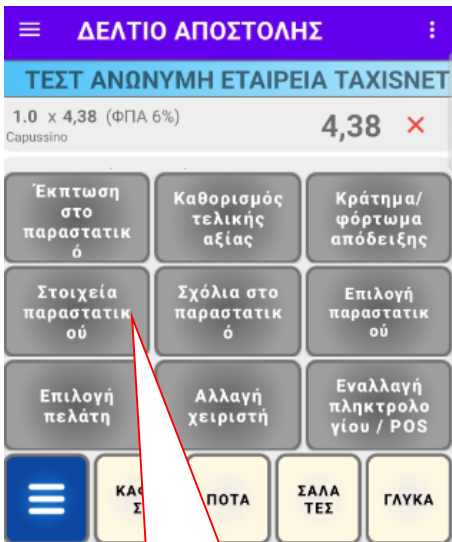 ΔΕΛΤΙΟ ΑΠΟΣΤΟΛΗΣ
ΤΕΣΤ ΑΝΩΝΥΜΗ ΕΤΑΙΡΕΙΑ TAXISNET
1.0 x 4,38 (ΦΠΑ 6%)
4,38 ×
Capussino
Έκπτωση
στο
παραστατικ
ό
Καθορισμός
τελικής
αξίας
Κράτημα/
φόρτωμα
απόδειξης
Στοιχεία
παραστατικ
ού
Σχόλια στο
παραστατικ
ό
Επιλογή
παραστατικ
ού
Επιλογή
πελάτη
Αλλαγή
χειριστή
Εναλλαγή
πληκτρολο
γίου / POS
ΠΟΤΑ
ΣΑΛΑ
ΤΕΣ
ΓΛΥΚΑ